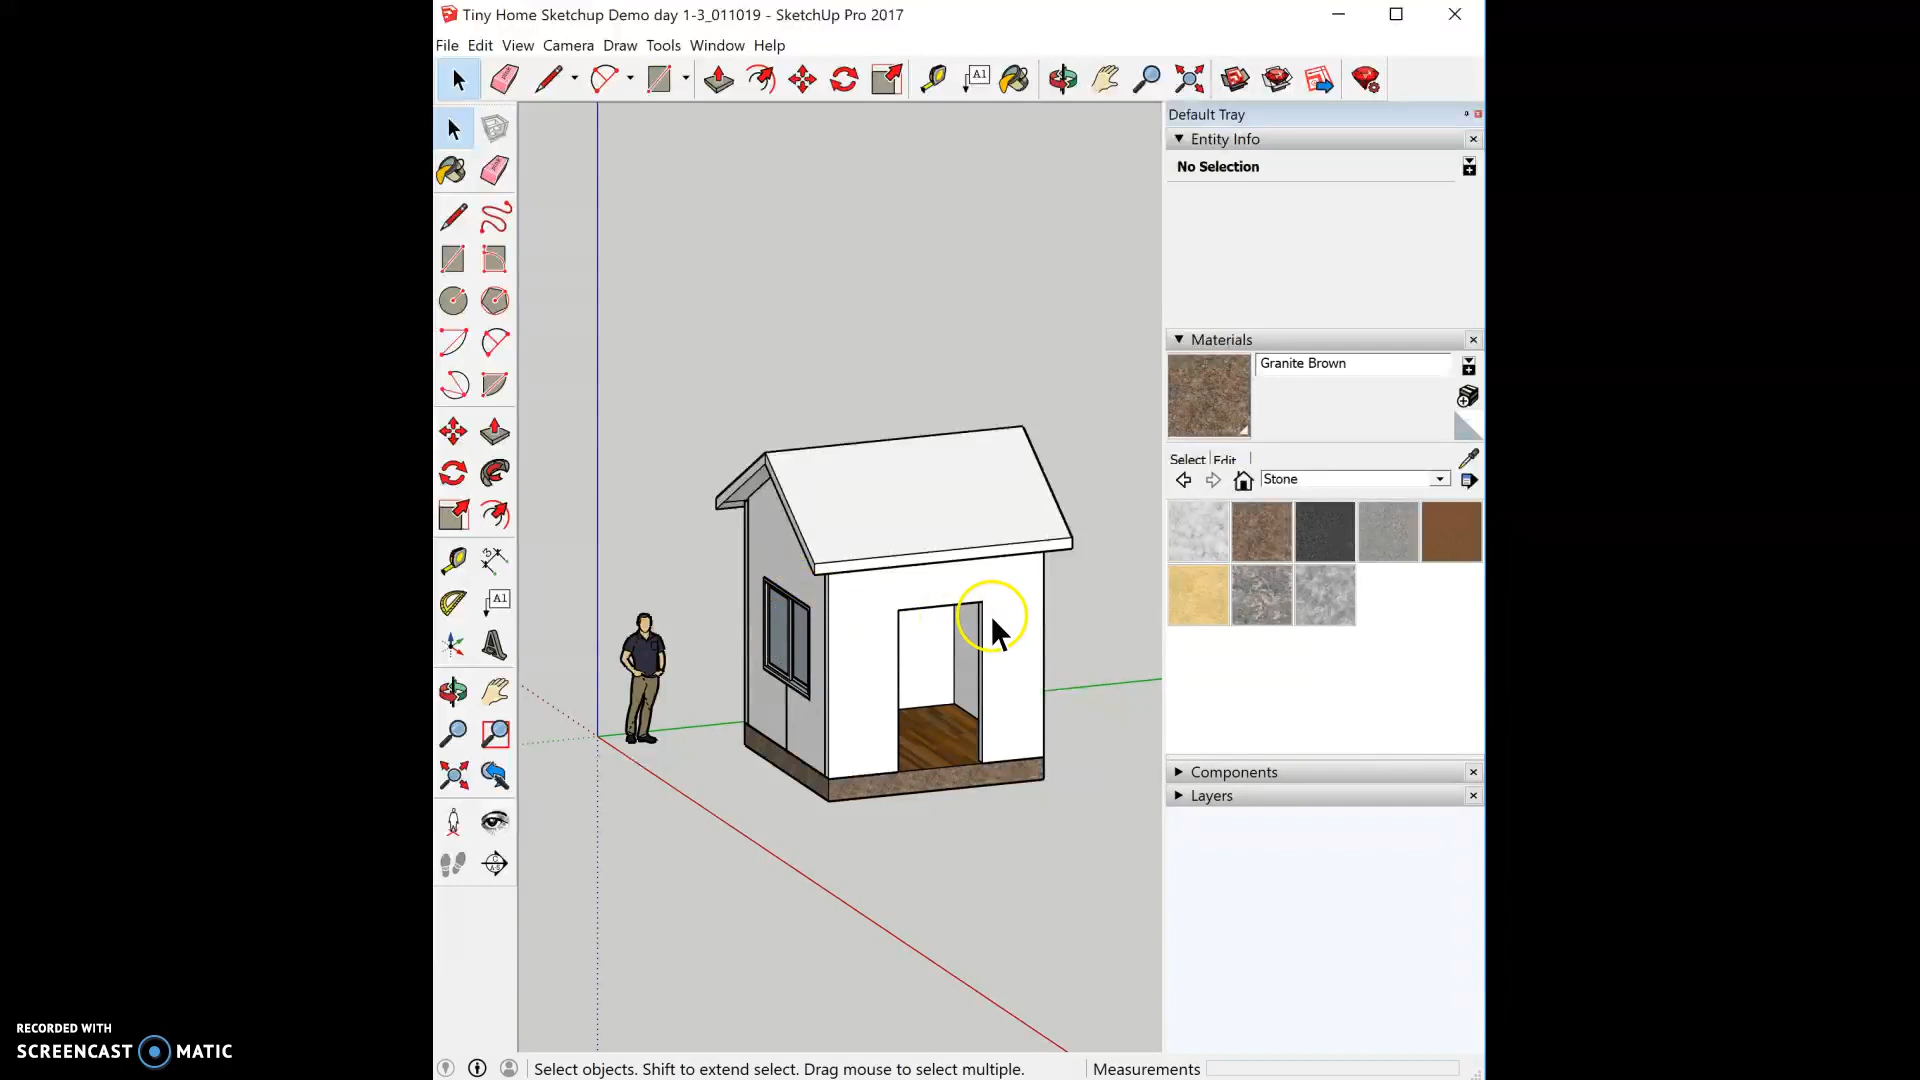 Tiny Home Sketchup Demo day 1-3_011019 - SketchUp Pro 2017
File Edit View Camera Draw Tools Window Help
A1
Default Tray
Entity Info
No Selection
Materials
Granite Brown
Select Edit
Stone
A1
Components
Layers
RECORDED WITH
SCREENCAST MATIC
Select objects. Shift to extend select. Drag mouse to select multiple.
Measurements